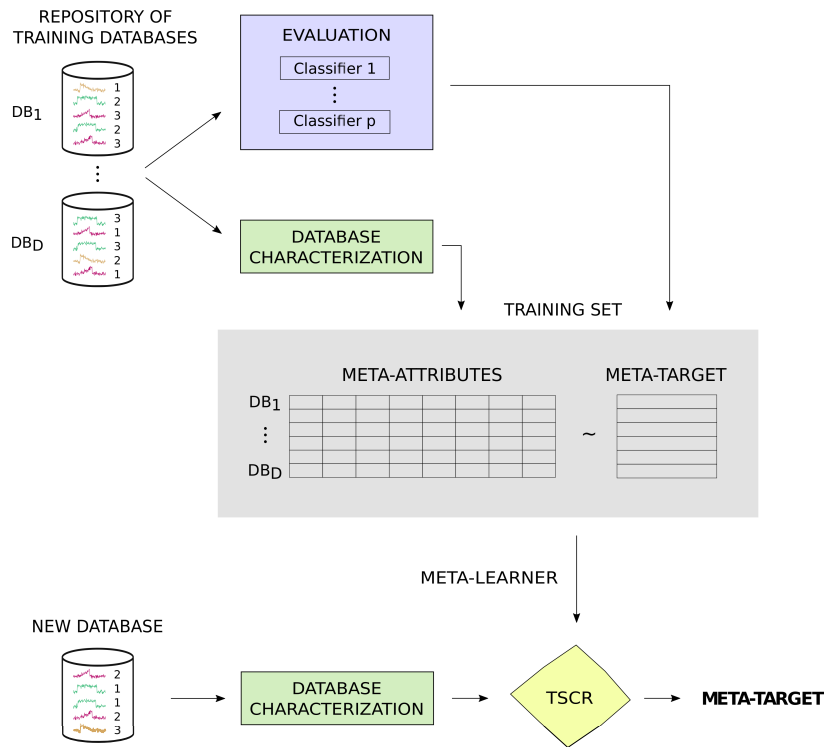 REPOSITORY OF
TRAINING DATABASES
DB1
1
2
3
2
3
⋮
DBD
3
1
3
2
1
EVALUATION
Classifier 1
⋮
Classifier p
DATABASE
CHARACTERIZATION
TRAINING SET
META-ATTRIBUTES
META-TARGET
DB1
⋮
~
DBD
META-LEARNER
NEW DATABASE
2
1
1
2
3
DATABASE
CHARACTERIZATION
TSCR
META-TARGET